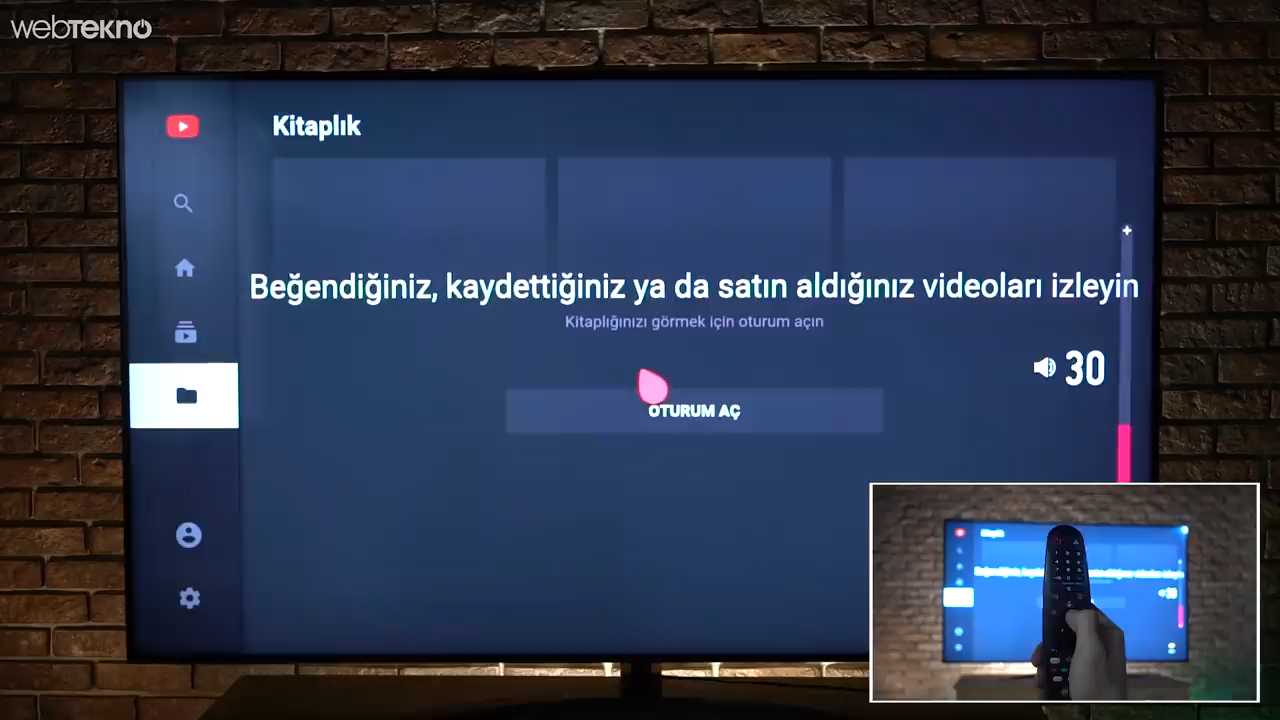 webTEKNO
Kitaplık
Beğendiğiniz, kaydettiğiniz ya da satın aldığınız videoları izleyin
Kitaplığınızı görmek için oturum açın
30
OTURUM AÇ